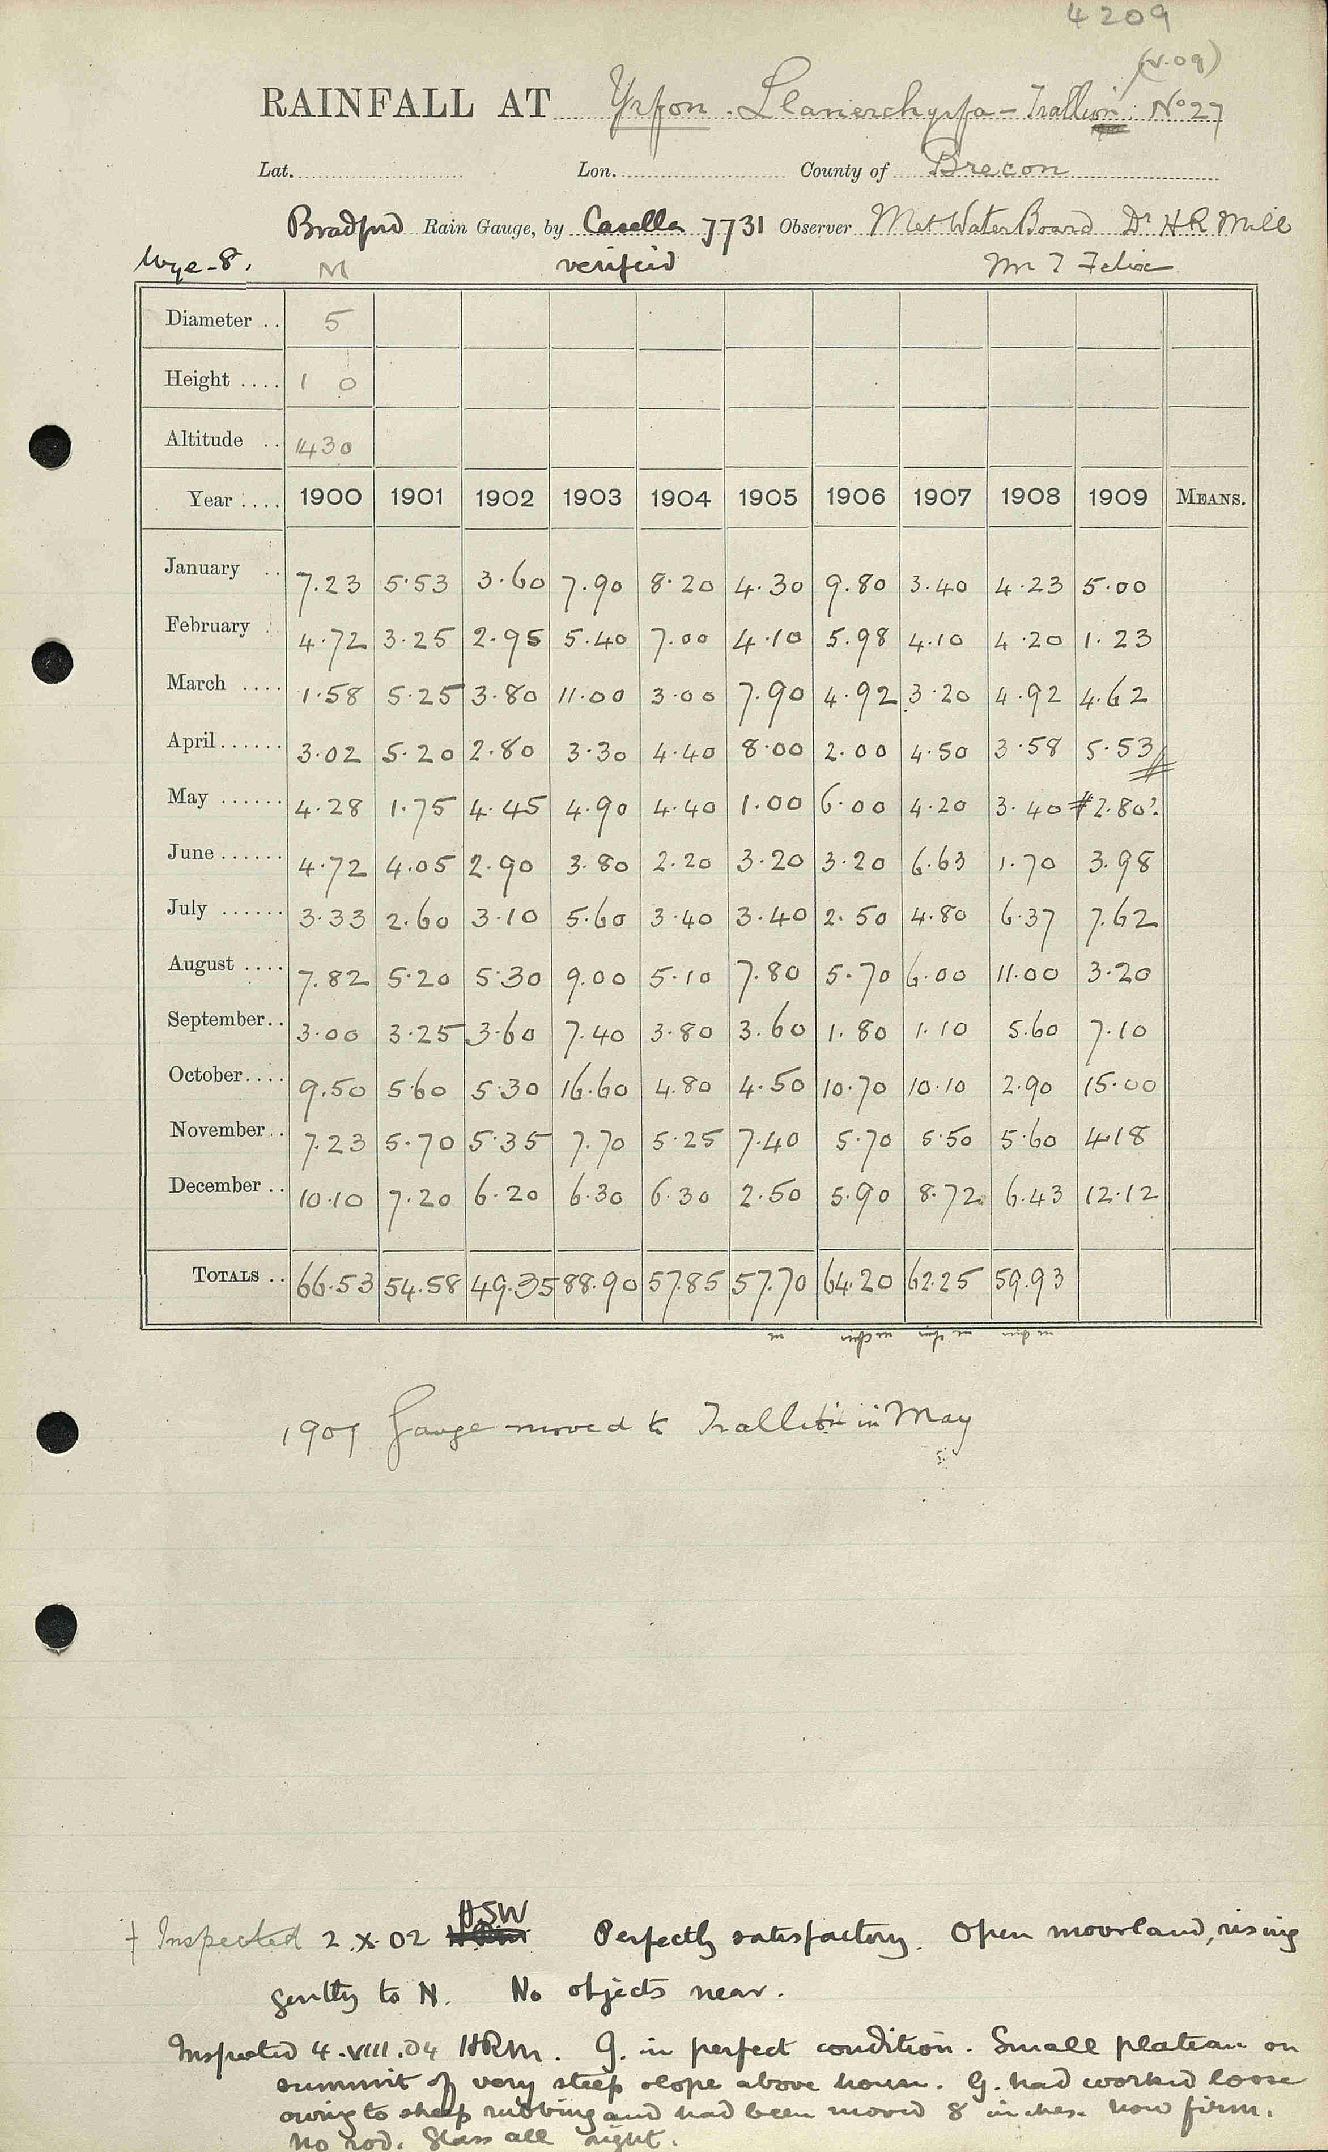 4209
(v.09)
RAINFALL AT Yrfon. Llanerchyrfa - Trallwm. No 27
Lat. Lon. County of Brecon
Bradford Rain Gauge, by Casella 7731 Observer Met Water Board Dr H R Mill
Wye-8. M verified Mr T Felix
Diameter .. 5
Height .... 1 0
Altitude .. 1430
Year .... 1900 1901 1902 1903 1904 1905 1906 1907 1908 1909 MEANS.
January .. 7.23 5.53 3.60 7.90 8.20 4.30 9.80 3.40 4.23 5.00
February . 4.72 3.25 2.95 5.40 7.00 4.10 5.98 4.10 4.20 1.23
March .... 1.58 5.25 3.80 11.00 3.00 7.90 4.92 3.20 4.92 4.62
April ...... 3.02 5.20 2.80 3.30 4.40 8.00 2.00 4.50 3.58 5.53
May ...... 4.28 1.75 4.45 4.90 4.40 1.00 6.00 4.20 3.40 #2.80?
June ...... 4.72 4.05 2.90 3.80 2.20 3.20 3.20 6.63 1.70 3.98
July ...... 3.33 2.60 3.10 5.60 3.40 3.40 2.50 4.80 6.37 7.62
August .... 7.82 5.20 5.30 9.00 5.10 7.80 5.70 6.00 11.00 3.20
September .. 3.00 3.25 3.60 7.40 3.80 3.60 1.80 1.10 5.60 7.10
October .... 9.50 5.60 5.30 16.60 4.80 4.50 10.70 10.10 2.90 15.00
November .. 7.23 5.70 5.35 7.70 5.25 7.40 5.70 5.50 5.60 4.18
December .. 10.10 7.20 6.20 6.30 6.30 2.50 5.90 8.72 6.43 12.12
TOTALS .. 66.53 54.58 49.35 88.90 57.85 57.70 64.20 62.25 59.93
1909 Gauge moved to in May
‡ Inspected 2.X.02 HSW Perfectly satisfactory. Open moorland, rising
gently to N. No objects near.
Inspected 4.VIII.04 HRM. G. in perfect condition. Small plateau on
summit of very steep slope above house. G. had worked loose
owing to sheep rubbing and had been moved 8 inches. Now firm.
No rod. Glass all right.